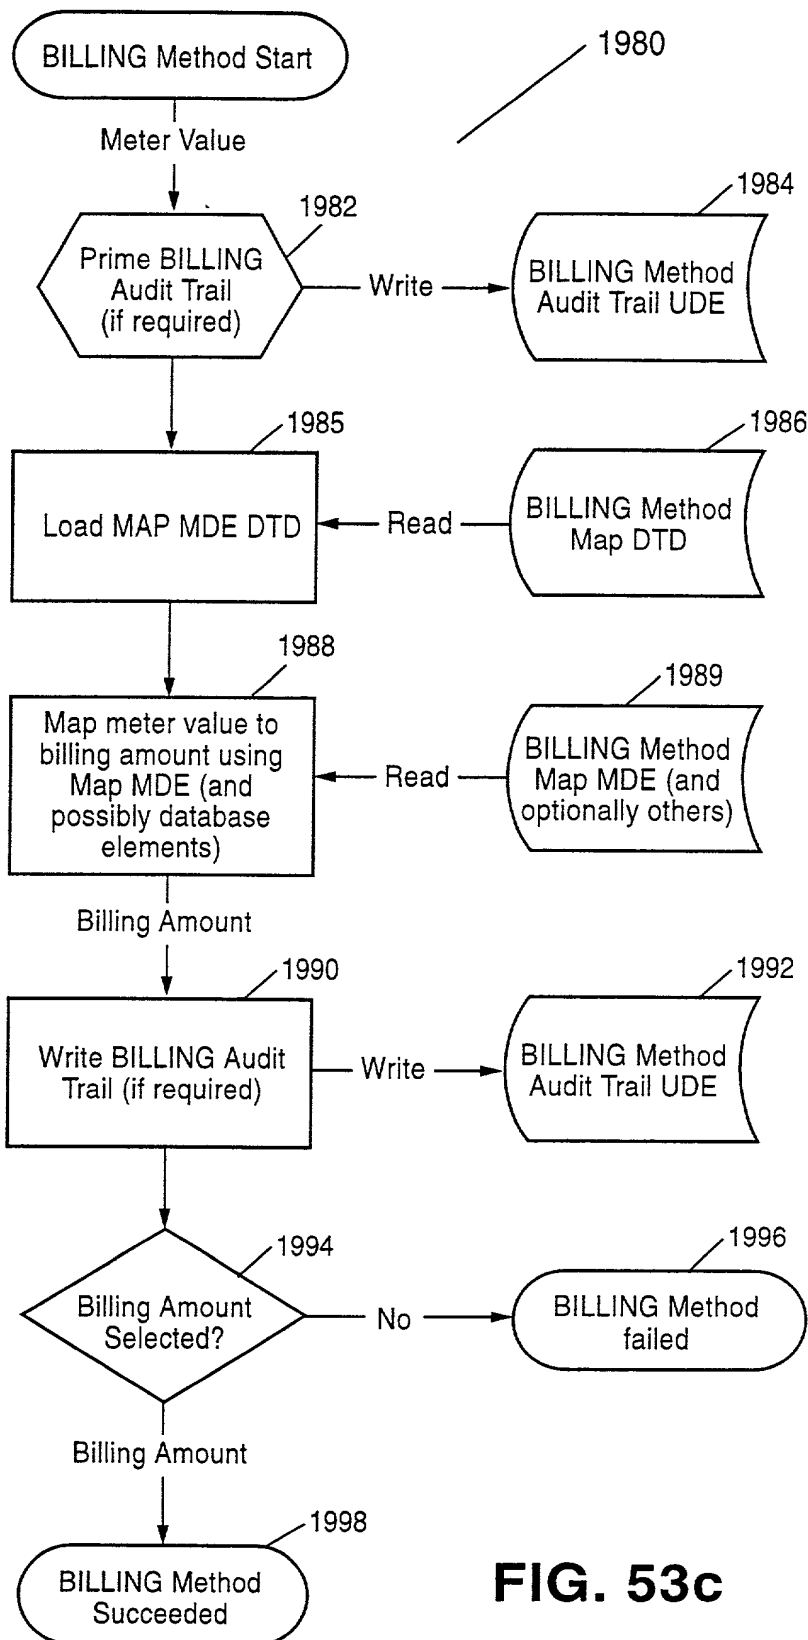 BILLING Method Start
1980
Meter Value
1982
1984
Prime BILLING
Audit Trail
(if required)
Write
BILLING Method
Audit Trail UDE
1985
1986
Load MAP MDE DTD
Read
BILLING Method
Map DTD
1988
1989
Map meter value to
billing amount using
Map MDE (and
possibly database
elements)
Read
BILLING Method
Map MDE (and
optionally others)
Billing Amount
1990
1992
Write BILLING Audit
Trail (if required)
Write
BILLING Method
Audit Trail UDE
1994
1996
Billing Amount
Selected?
No
BILLING Method
failed
Billing Amount
1998
BILLING Method
Succeeded
FIG. 53c